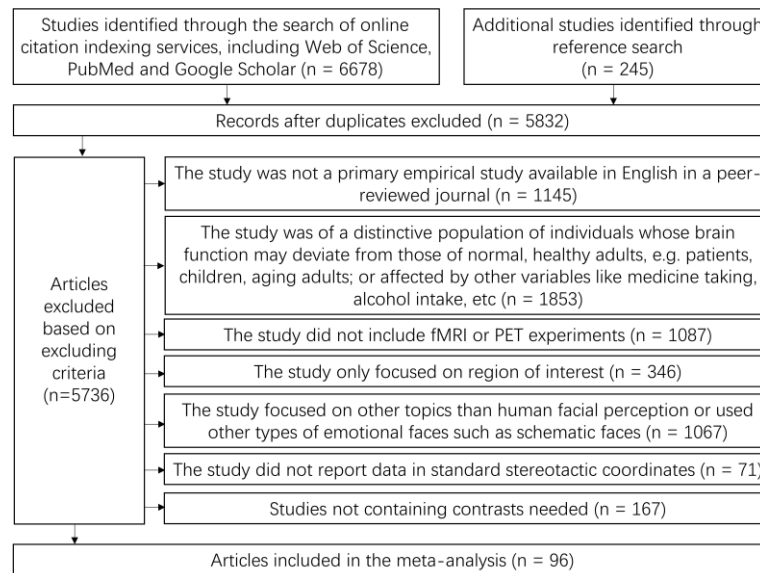 Studies identified through the search of online
citation indexing services, including Web of Science,
PubMed and Google Scholar (n = 6678)
Additional studies identified through
reference search
(n = 245)
Records after duplicates excluded (n = 5832)
Articles
excluded
based on
excluding
criteria
(n=5736)
The study was not a primary empirical study available in English in a peer-
reviewed journal (n = 1145)
The study was of a distinctive population of individuals whose brain
function may deviate from those of normal, healthy adults, e.g. patients,
children, aging adults; or affected by other variables like medicine taking,
alcohol intake, etc (n = 1853)
The study did not include fMRI or PET experiments (n = 1087)
The study only focused on region of interest (n = 346)
The study focused on other topics than human facial perception or used
other types of emotional faces such as schematic faces (n = 1067)
The study did not report data in standard stereotactic coordinates (n = 71)
Studies not containing contrasts needed (n = 167)
Articles included in the meta-analysis (n = 96)